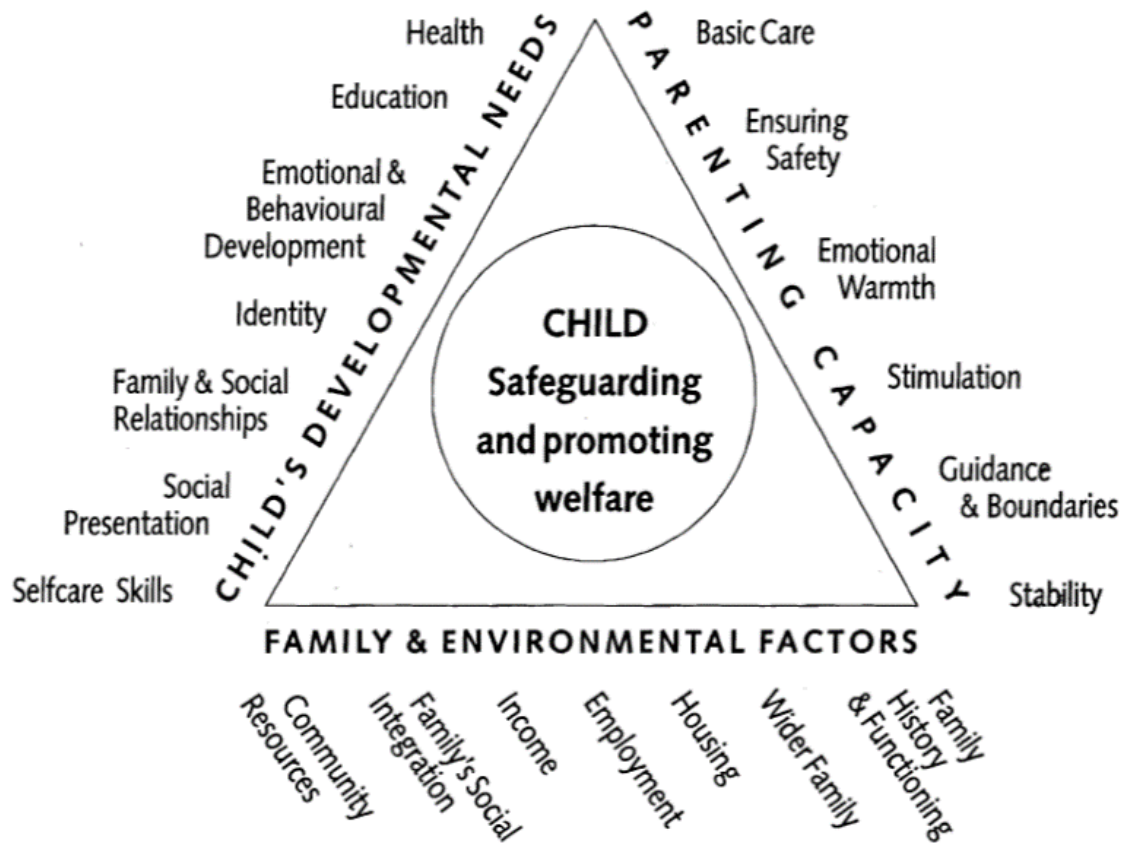 Health
Education
Emotional &
Behavioural
Development
Identity
Family & Social
Relationships
Social
Presentation
Selfcare Skills
CHILD'S DEVELOPMENTAL NEEDS
CHILD
Safeguarding
and promoting
welfare
PARENTING CAPACITY
Basic Care
Ensuring
Safety
Emotional
Warmth
Stimulation
Guidance
& Boundaries
Stability
FAMILY & ENVIRONMENTAL FACTORS
Community
Resources
Family's Social
Integration
Income
Employment
Housing
Wider Family
Family
History
& Functioning